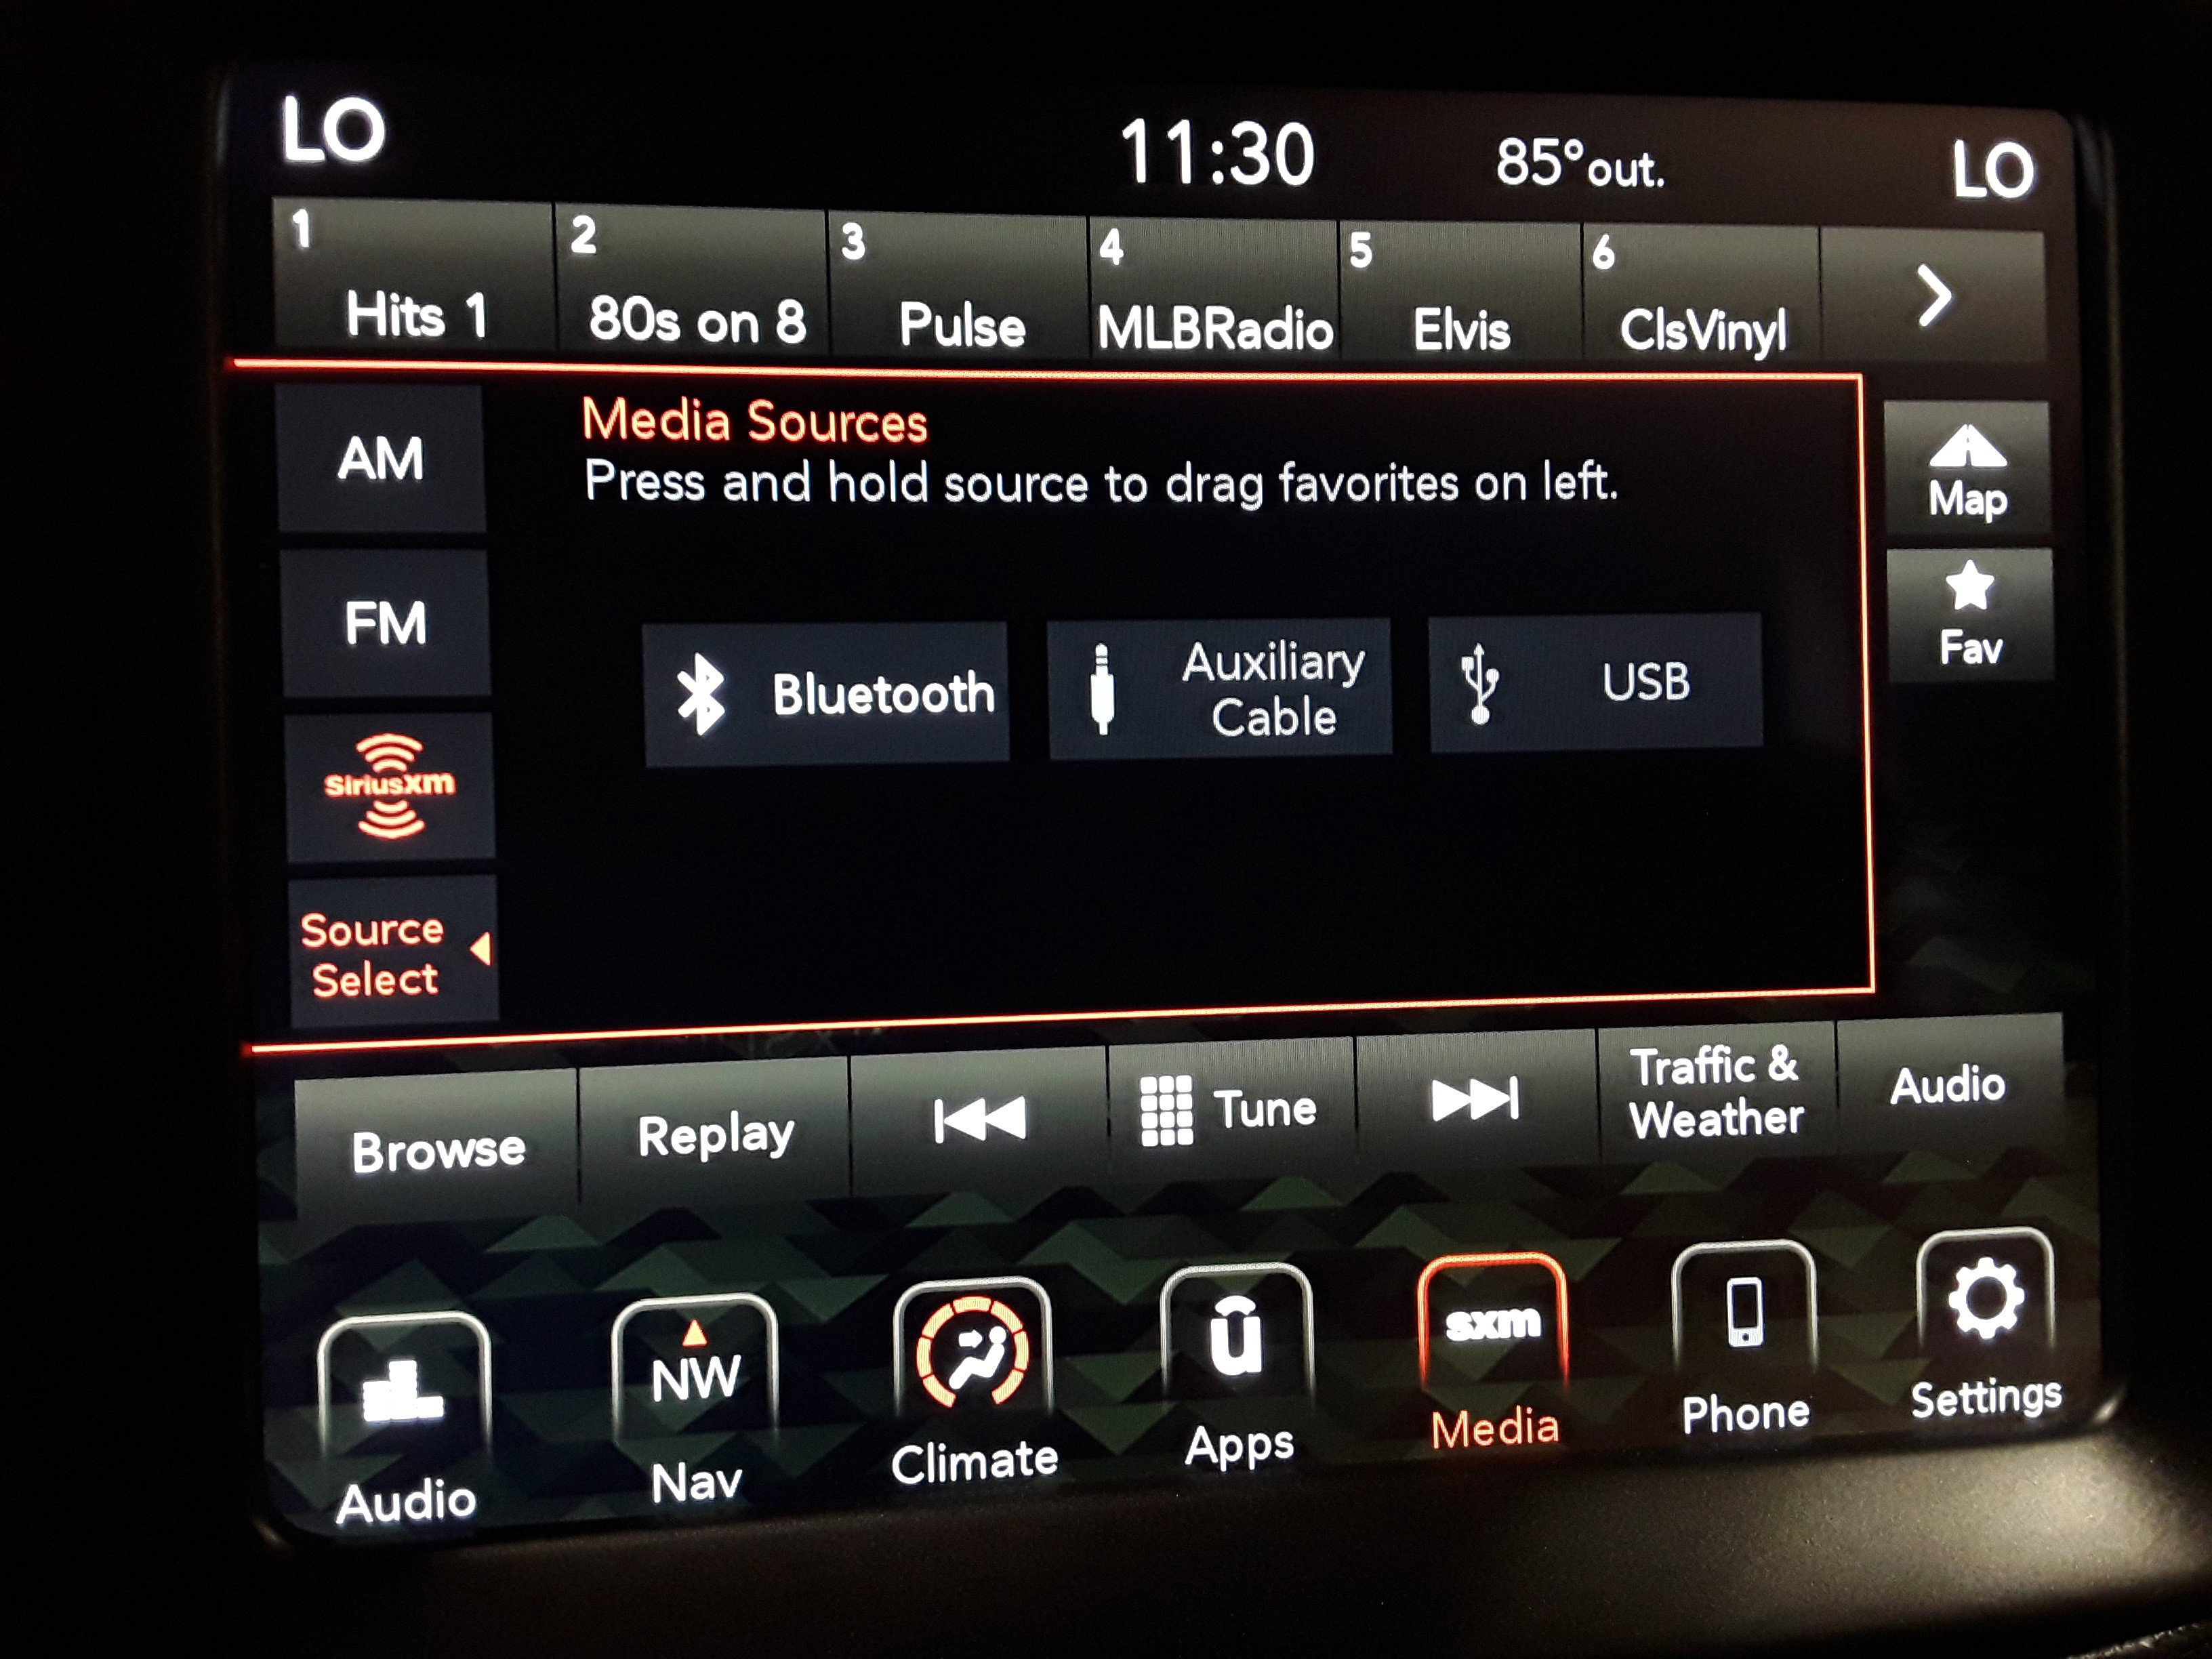 LO 11:30 85° out. LO
1 2 3 4 5 6
Hits 1 80s on 8 Pulse MLBRadio Elvis ClsVinyl
AM
FM
SiriusXm
Source
Select
Media Sources
Press and hold source to drag favorites on left.
Bluetooth
Auxiliary
Cable
USB
Map
Fav
Browse
Replay
Tune
Traffic &
Weather
Audio
NW
u
sxm
Audio Nav Climate Apps Media Phone Settings